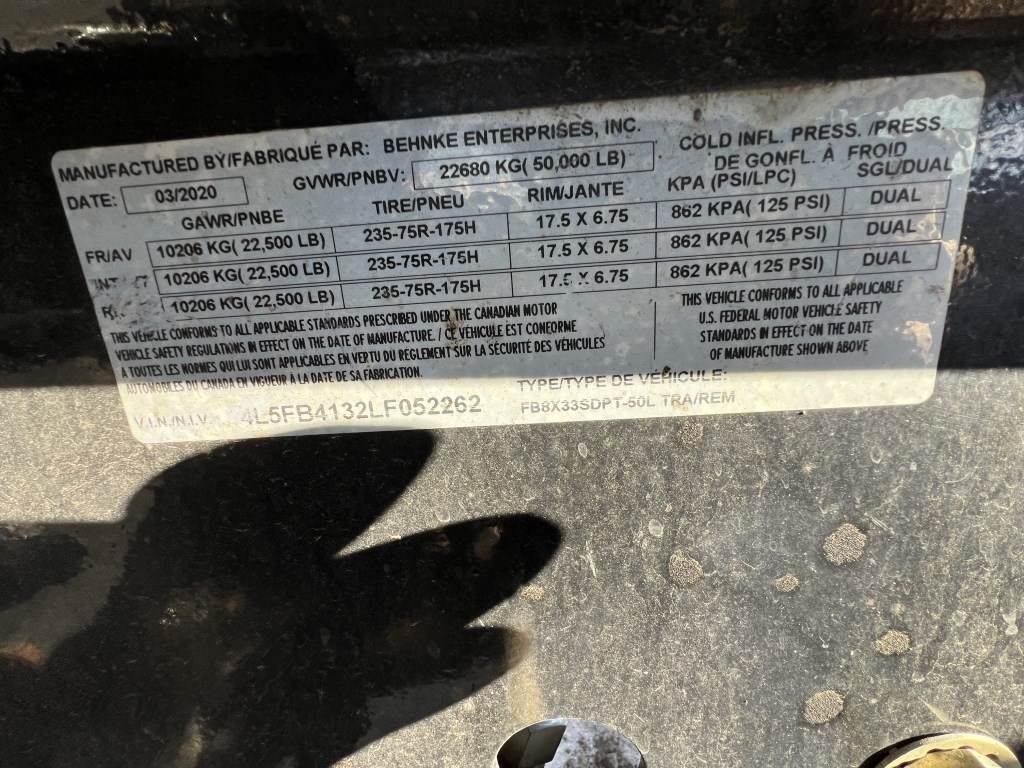 MANUFACTURED BY/FABRIQUÉ PAR: BEHNKE ENTERPRISES, INC.
DATE: 03/2020 GVWR/PNBV: 22680 KG( 50,000 LB) COLD INFL. PRESS. /PRESS. DE GONFL. À FROID
GAWR/PNBE TIRE/PNEU RIM/JANTE KPA (PSI/LPC) SGL/DUAL
FR/AV 10206 KG( 22,500 LB) 235-75R-175H 17.5 X 6.75 862 KPA( 125 PSI) DUAL
10206 KG( 22,500 LB) 235-75R-175H 17.5 X 6.75 862 KPA( 125 PSI) DUAL
10206 KG( 22,500 LB) 235-75R-175H 17.5 X 6.75 862 KPA( 125 PSI) DUAL
THIS VEHICLE CONFORMS TO ALL APPLICABLE STANDARDS PRESCRIBED UNDER THE CANADIAN MOTOR
VEHICLE SAFETY REGULATIONS IN EFFECT ON THE DATE OF MANUFACTURE. / CE VÉHICULE EST CONFORME
A TOUTES LES NORMES QUI LUI SONT APPLICABLES EN VERTU DU REGLEMENT SUR LA SÉCURITÉ DES VÉHICULES
AUTOMOBILES DU CANADA EN VIGUEUR À LA DATE DE SA FABRICATION.
THIS VEHICLE CONFORMS TO ALL APPLICABLE
U.S. FEDERAL MOTOR VEHICLE SAFETY
STANDARDS IN EFFECT ON THE DATE
OF MANUFACTURE SHOWN ABOVE
V.I.N./N.I.V. 4L5FB4132LF052262
TYPE/TYPE DE VÉHICULE:
FB8X33SDPT-50L TRA/REM